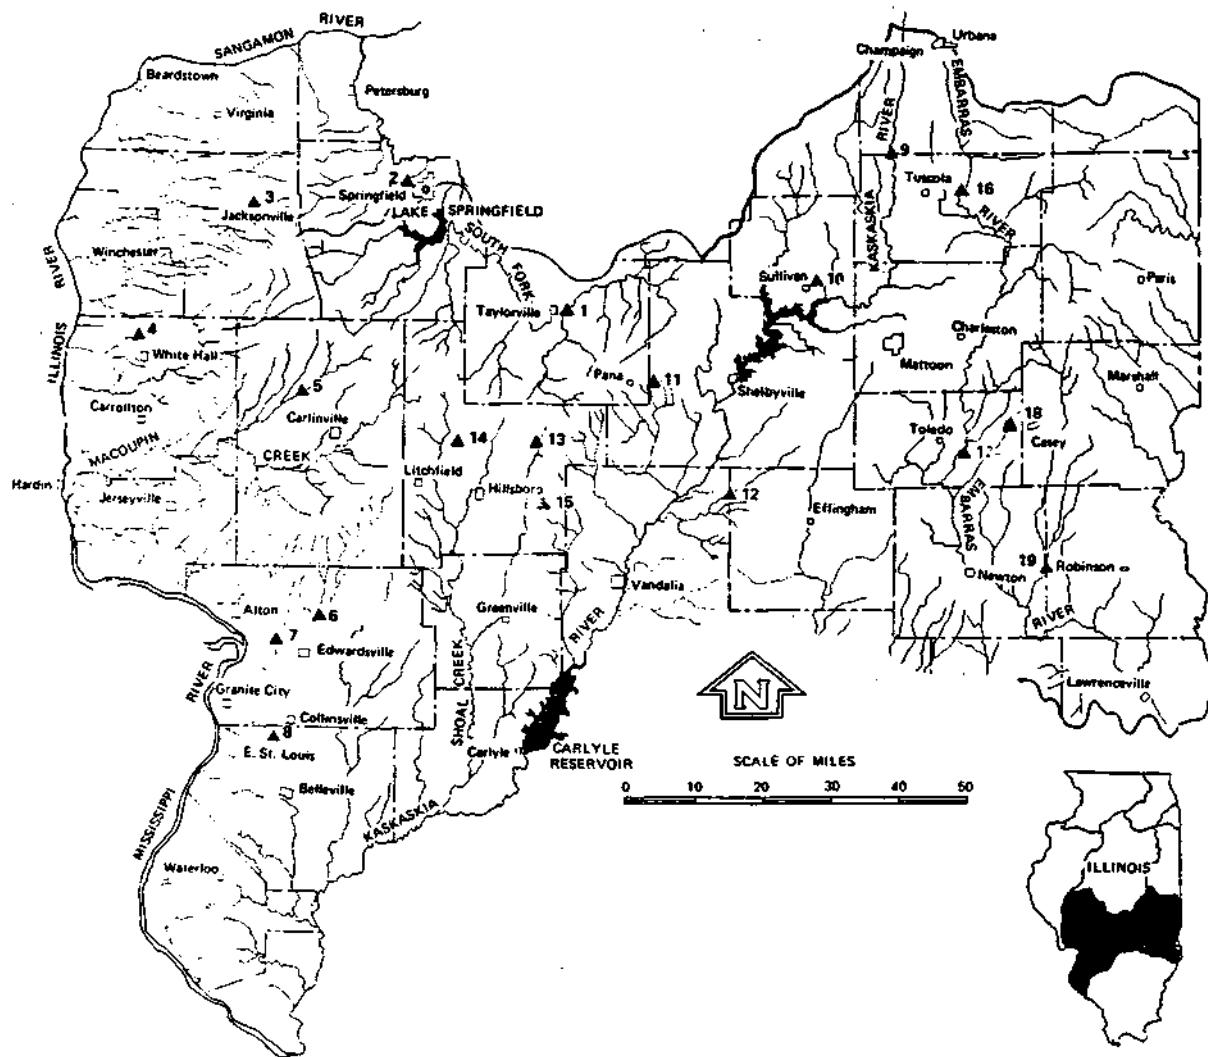 SANGAMON RIVER
Urbana
Champaign
Beardstown
Petersburg
EMBARRAS
Virginia
RIVER
9
2
Springfield
KASKASKIA
Tuscola
16
3
Jacksonville
LAKE SPRINGFIELD
RIVER
SOUTH FORK
Winchester
ILLINOIS RIVER
Sullivan
10
Paris
Taylorville
1
4
Charleston
White Hall
Mattoon
5
Pana
11
Shelbyville
Marshall
Carrollton
Carlinville
18
MACOUPIN CREEK
14
13
Toledo
Casey
Hardin
Litchfield
Jerseyville
Hillsboro
15
12
EMBARRAS
Effingham
19
Robinson
Newton
Vandalia
Alton
6
Greenville
RIVER
7
Edwardsville
RIVER
RIVER
SHOAL CREEK
N
Granite City
Lawrenceville
Collinsville
8
E. St. Louis
Carlyle
CARLYLE
RESERVOIR
SCALE OF MILES
0 10 20 30 40 50
Belleville
KASKASKIA
MISSISSIPPI
Waterloo
ILLINOIS